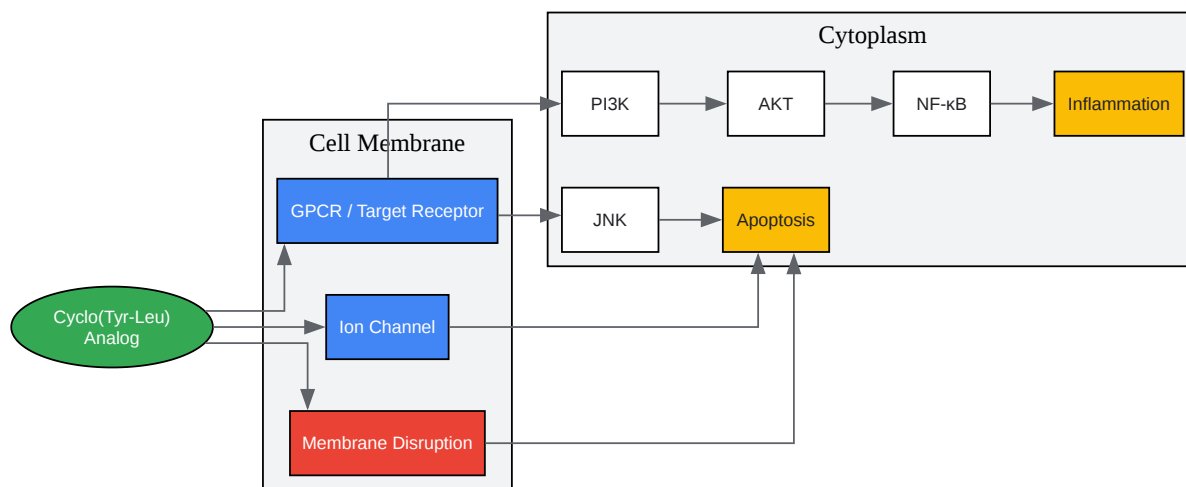 Cytoplasm
PI3K
AKT
NF-κB
Inflammation
Cell Membrane
GPCR / Target Receptor
JNK
Apoptosis
Cyclo(Tyr-Leu)
Analog
Ion Channel
Membrane Disruption